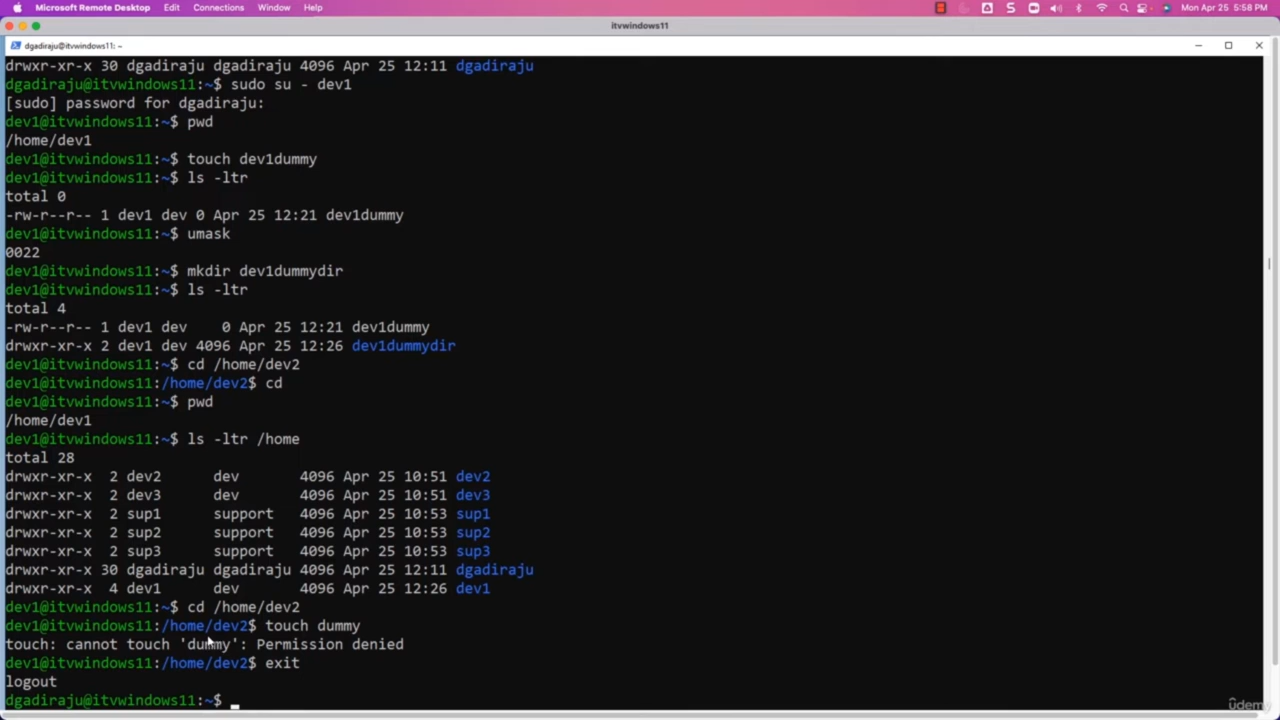 Microsoft Remote Desktop Edit Connections Window Help Mon Apr 25 5:58 PM
itvwindows11
dgadiraju@itvwindows11: ~
drwxr-xr-x 30 dgadiraju dgadiraju 4096 Apr 25 12:11 dgadiraju
dgadiraju@itvwindows11:~$ sudo su - dev1
[sudo] password for dgadiraju:
dev1@itvwindows11:~$ pwd
/home/dev1
dev1@itvwindows11:~$ touch dev1dummy
dev1@itvwindows11:~$ ls -ltr
total 0
-rw-r--r-- 1 dev1 dev 0 Apr 25 12:21 dev1dummy
dev1@itvwindows11:~$ umask
0022
dev1@itvwindows11:~$ mkdir dev1dummydir
dev1@itvwindows11:~$ ls -ltr
total 4
-rw-r--r-- 1 dev1 dev    0 Apr 25 12:21 dev1dummy
drwxr-xr-x 2 dev1 dev 4096 Apr 25 12:26 dev1dummydir
dev1@itvwindows11:~$ cd /home/dev2
dev1@itvwindows11:/home/dev2$ cd
dev1@itvwindows11:~$ pwd
/home/dev1
dev1@itvwindows11:~$ ls -ltr /home
total 28
drwxr-xr-x  2 dev2      dev       4096 Apr 25 10:51 dev2
drwxr-xr-x  2 dev3      dev       4096 Apr 25 10:51 dev3
drwxr-xr-x  2 sup1      support   4096 Apr 25 10:53 sup1
drwxr-xr-x  2 sup2      support   4096 Apr 25 10:53 sup2
drwxr-xr-x  2 sup3      support   4096 Apr 25 10:53 sup3
drwxr-xr-x 30 dgadiraju dgadiraju 4096 Apr 25 12:11 dgadiraju
drwxr-xr-x  4 dev1      dev       4096 Apr 25 12:26 dev1
dev1@itvwindows11:~$ cd /home/dev2
dev1@itvwindows11:/home/dev2$ touch dummy
touch: cannot touch 'dummy': Permission denied
dev1@itvwindows11:/home/dev2$ exit
logout
dgadiraju@itvwindows11:~$
ûdemy